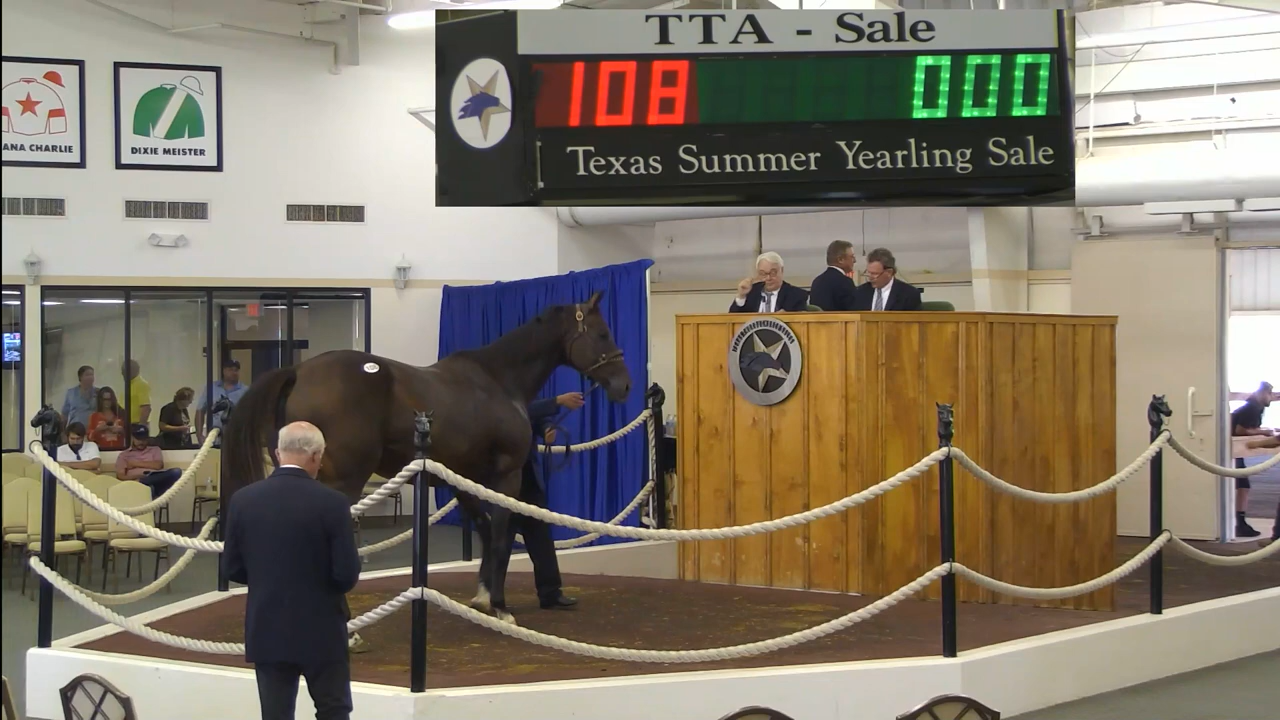 TTA - Sale
108 000
Texas Summer Yearling Sale
ANA CHARLIE
DIXIE MEISTER